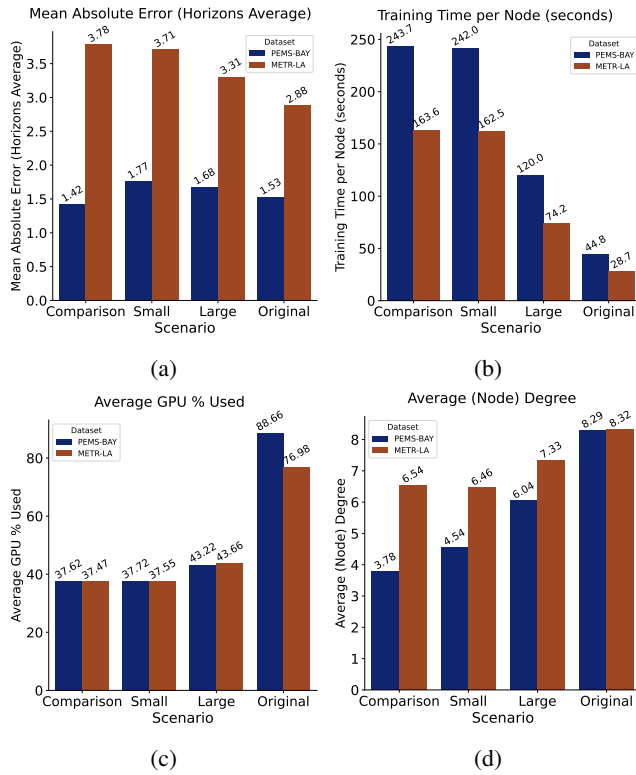 Mean Absolute Error (Horizons Average)
Mean Absolute Error (Horizons Average)
3.5
3.0
2.5
2.0
1.5
1.0
0.5
0.0
Dataset
PEMS-BAY
METR-LA
1.42
3.78
1.77
3.71
1.68
3.31
1.53
2.88
Comparison Small Large Original
Scenario
(a)
Training Time per Node (seconds)
Training Time per Node (seconds)
250
200
150
100
50
0
Dataset
PEMS-BAY
METR-LA
243.7
163.6
242.0
162.5
120.0
74.2
44.8
28.7
Comparison Small Large Original
Scenario
(b)
Average GPU % Used
Average GPU % Used
80
60
40
20
0
Dataset
PEMS-BAY
METR-LA
37.62
37.47
37.72
37.55
43.22
43.66
88.66
76.98
Comparison Small Large Original
Scenario
(c)
Average (Node) Degree
Average (Node) Degree
8
7
6
5
4
3
2
1
0
Dataset
PEMS-BAY
METR-LA
3.78
6.54
4.54
6.46
6.04
7.33
8.29
8.32
Comparison Small Large Original
Scenario
(d)